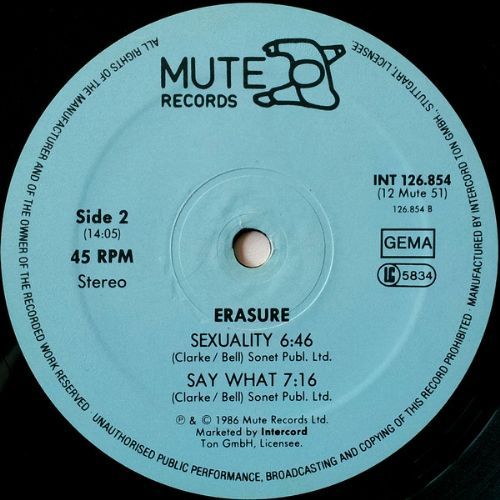 MUTE
RECORDS
INT 126.854
(12 Mute 51)
126.854 B
Side 2
(14:05)
45 RPM
Stereo
GEMA
LC 5834
ERASURE
SEXUALITY 6:46
(Clarke / Bell) Sonet Publ. Ltd.
SAY WHAT 7:16
(Clarke / Bell) Sonet Publ. Ltd.
℗ & © 1986 Mute Records Ltd.
Marketed by Intercord
Ton GmbH, Licensee.
ALL RIGHTS OF THE MANUFACTURER AND OF THE OWNER OF THE RECORDED WORK RESERVED
UNAUTHORISED PUBLIC PERFORMANCE, BROADCASTING AND COPYING OF THIS RECORD PROHIBITED · MANUFACTURED BY INTERCORD TON GMBH, STUTTGART, LICENSEE.